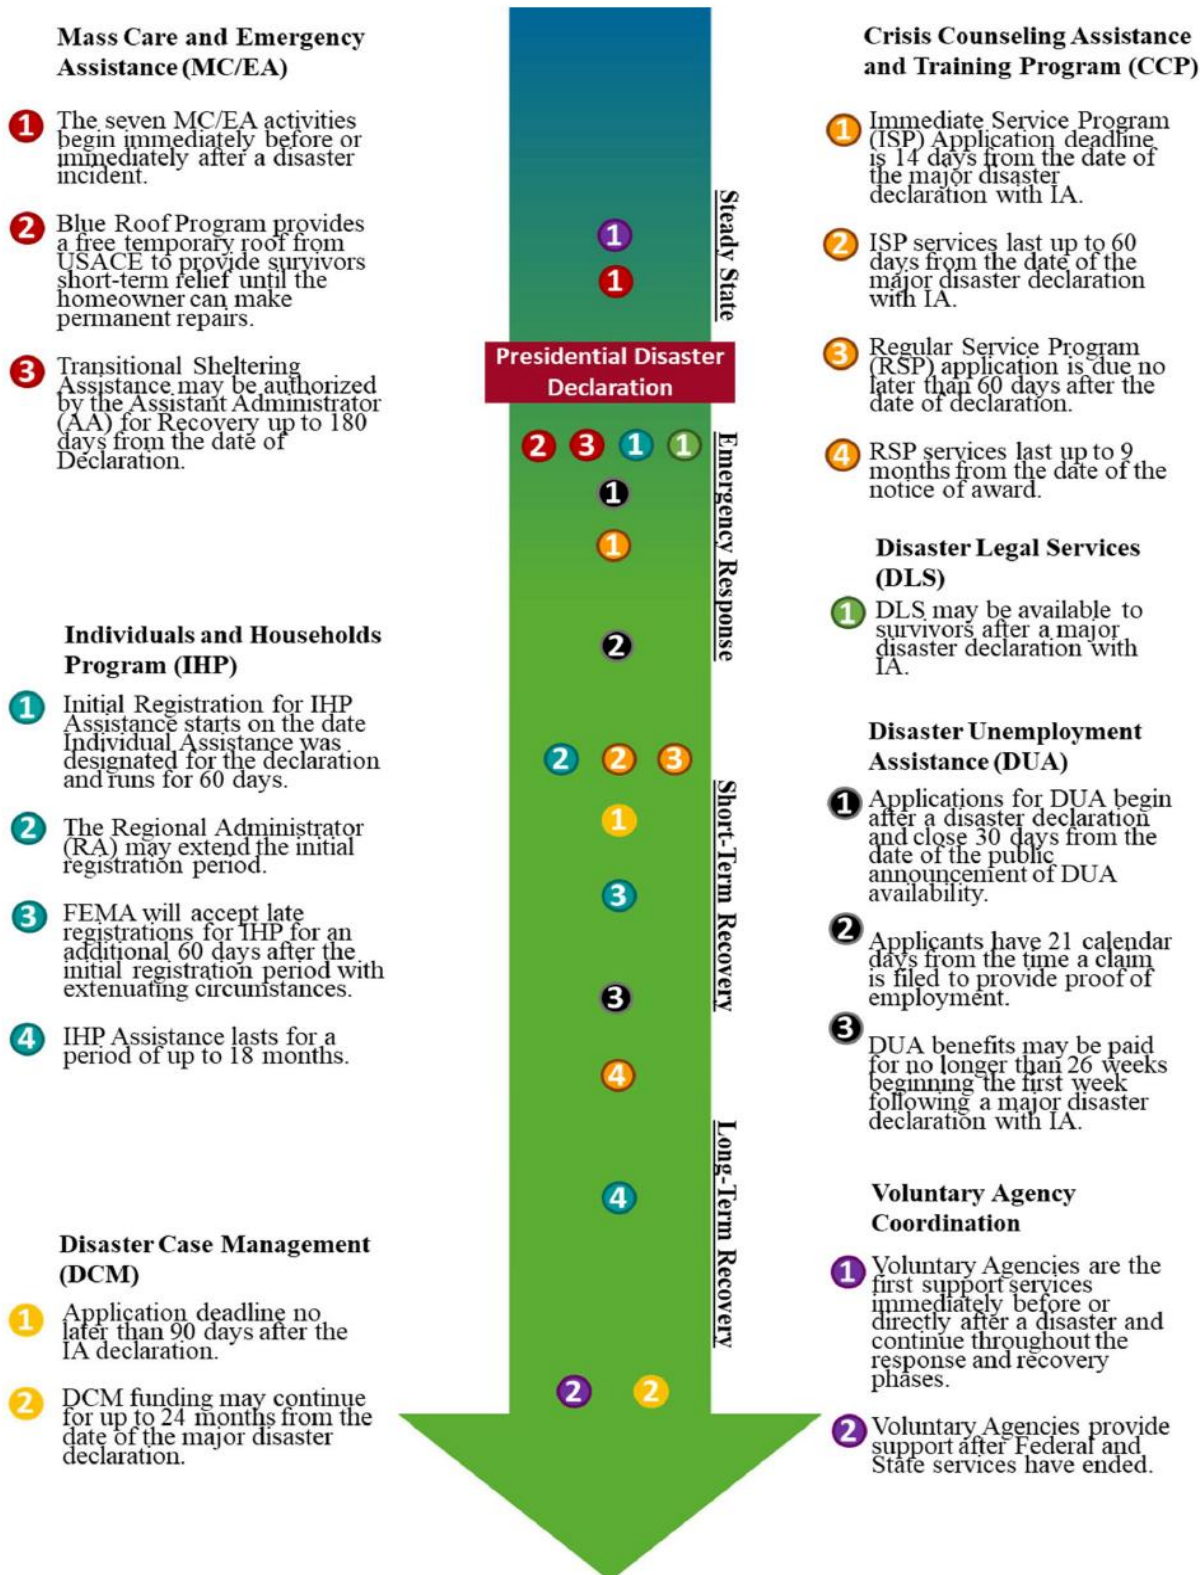 Mass Care and Emergency
Assistance (MC/EA)
1
The seven MC/EA activities
begin immediately before or
immediately after a disaster
incident.
2
Blue Roof Program provides
a free temporary roof from
USACE to provide survivors
short-term relief until the
homeowner can make
permanent repairs.
3
Transitional Sheltering
Assistance may be authorized
by the Assistant Administrator
(AA) for Recovery up to 180
days from the date of
Declaration.
Individuals and Households
Program (IHP)
1
Initial Registration for IHP
Assistance starts on the date
Individual Assistance was
designated for the declaration
and runs for 60 days.
2
The Regional Administrator
(RA) may extend the initial
registration period.
3
FEMA will accept late
registrations for IHP for an
additional 60 days after the
initial registration period with
extenuating circumstances.
4
IHP Assistance lasts for a
period of up to 18 months.
Disaster Case Management
(DCM)
1
Application deadline no
later than 90 days after the
IA declaration.
2
DCM funding may continue
for up to 24 months from the
date of the major disaster
declaration.
Steady State
1
1
Presidential Disaster
Declaration
Emergency Response
2 3 1 1
1
1
2
2 2 3
Short-Term Recovery
1
3
3
4
Long-Term Recovery
4
2 2
Crisis Counseling Assistance
and Training Program (CCP)
1
Immediate Service Program
(ISP) Application deadline
is 14 days from the date of
the major disaster
declaration with IA.
2
ISP services last up to 60
days from the date of the
major disaster declaration
with IA.
3
Regular Service Program
(RSP) application is due no
later than 60 days after the
date of declaration.
4
RSP services last up to 9
months from the date of the
notice of award.
Disaster Legal Services
(DLS)
1
DLS may be available to
survivors after a major
disaster declaration with
IA.
Disaster Unemployment
Assistance (DUA)
1
Applications for DUA begin
after a disaster declaration
and close 30 days from the
date of the public
announcement of DUA
availability.
2
Applicants have 21 calendar
days from the time a claim
is filed to provide proof of
employment.
3
DUA benefits may be paid
for no longer than 26 weeks
beginning the first week
following a major disaster
declaration with IA.
Voluntary Agency
Coordination
1
Voluntary Agencies are the
first support services
immediately before or
directly after a disaster and
continue throughout the
response and recovery
phases.
2
Voluntary Agencies provide
support after Federal and
State services have ended.